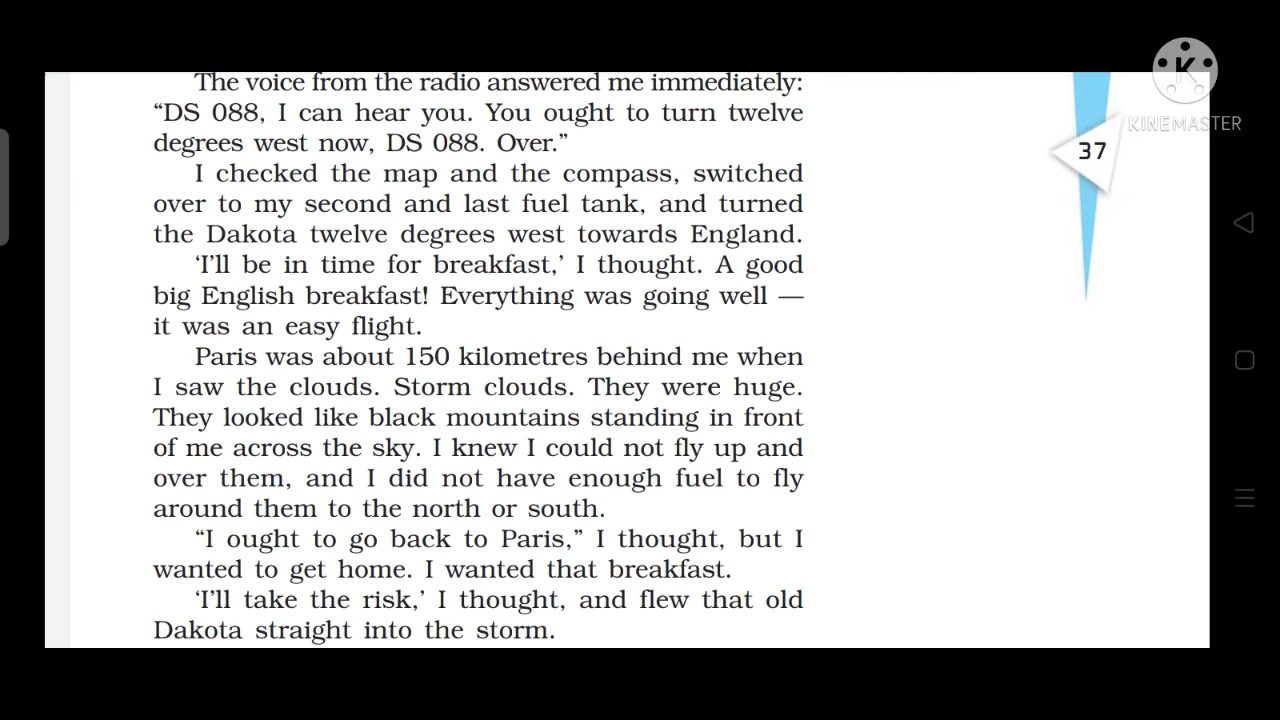 The voice from the radio answered me immediately:
“DS 088, I can hear you. You ought to turn twelve
degrees west now, DS 088. Over.”
I checked the map and the compass, switched
over to my second and last fuel tank, and turned
the Dakota twelve degrees west towards England.
‘I’ll be in time for breakfast,’ I thought. A good
big English breakfast! Everything was going well —
it was an easy flight.
Paris was about 150 kilometres behind me when
I saw the clouds. Storm clouds. They were huge.
They looked like black mountains standing in front
of me across the sky. I knew I could not fly up and
over them, and I did not have enough fuel to fly
around them to the north or south.
“I ought to go back to Paris,” I thought, but I
wanted to get home. I wanted that breakfast.
‘I’ll take the risk,’ I thought, and flew that old
Dakota straight into the storm.
37
K
KINEMASTER